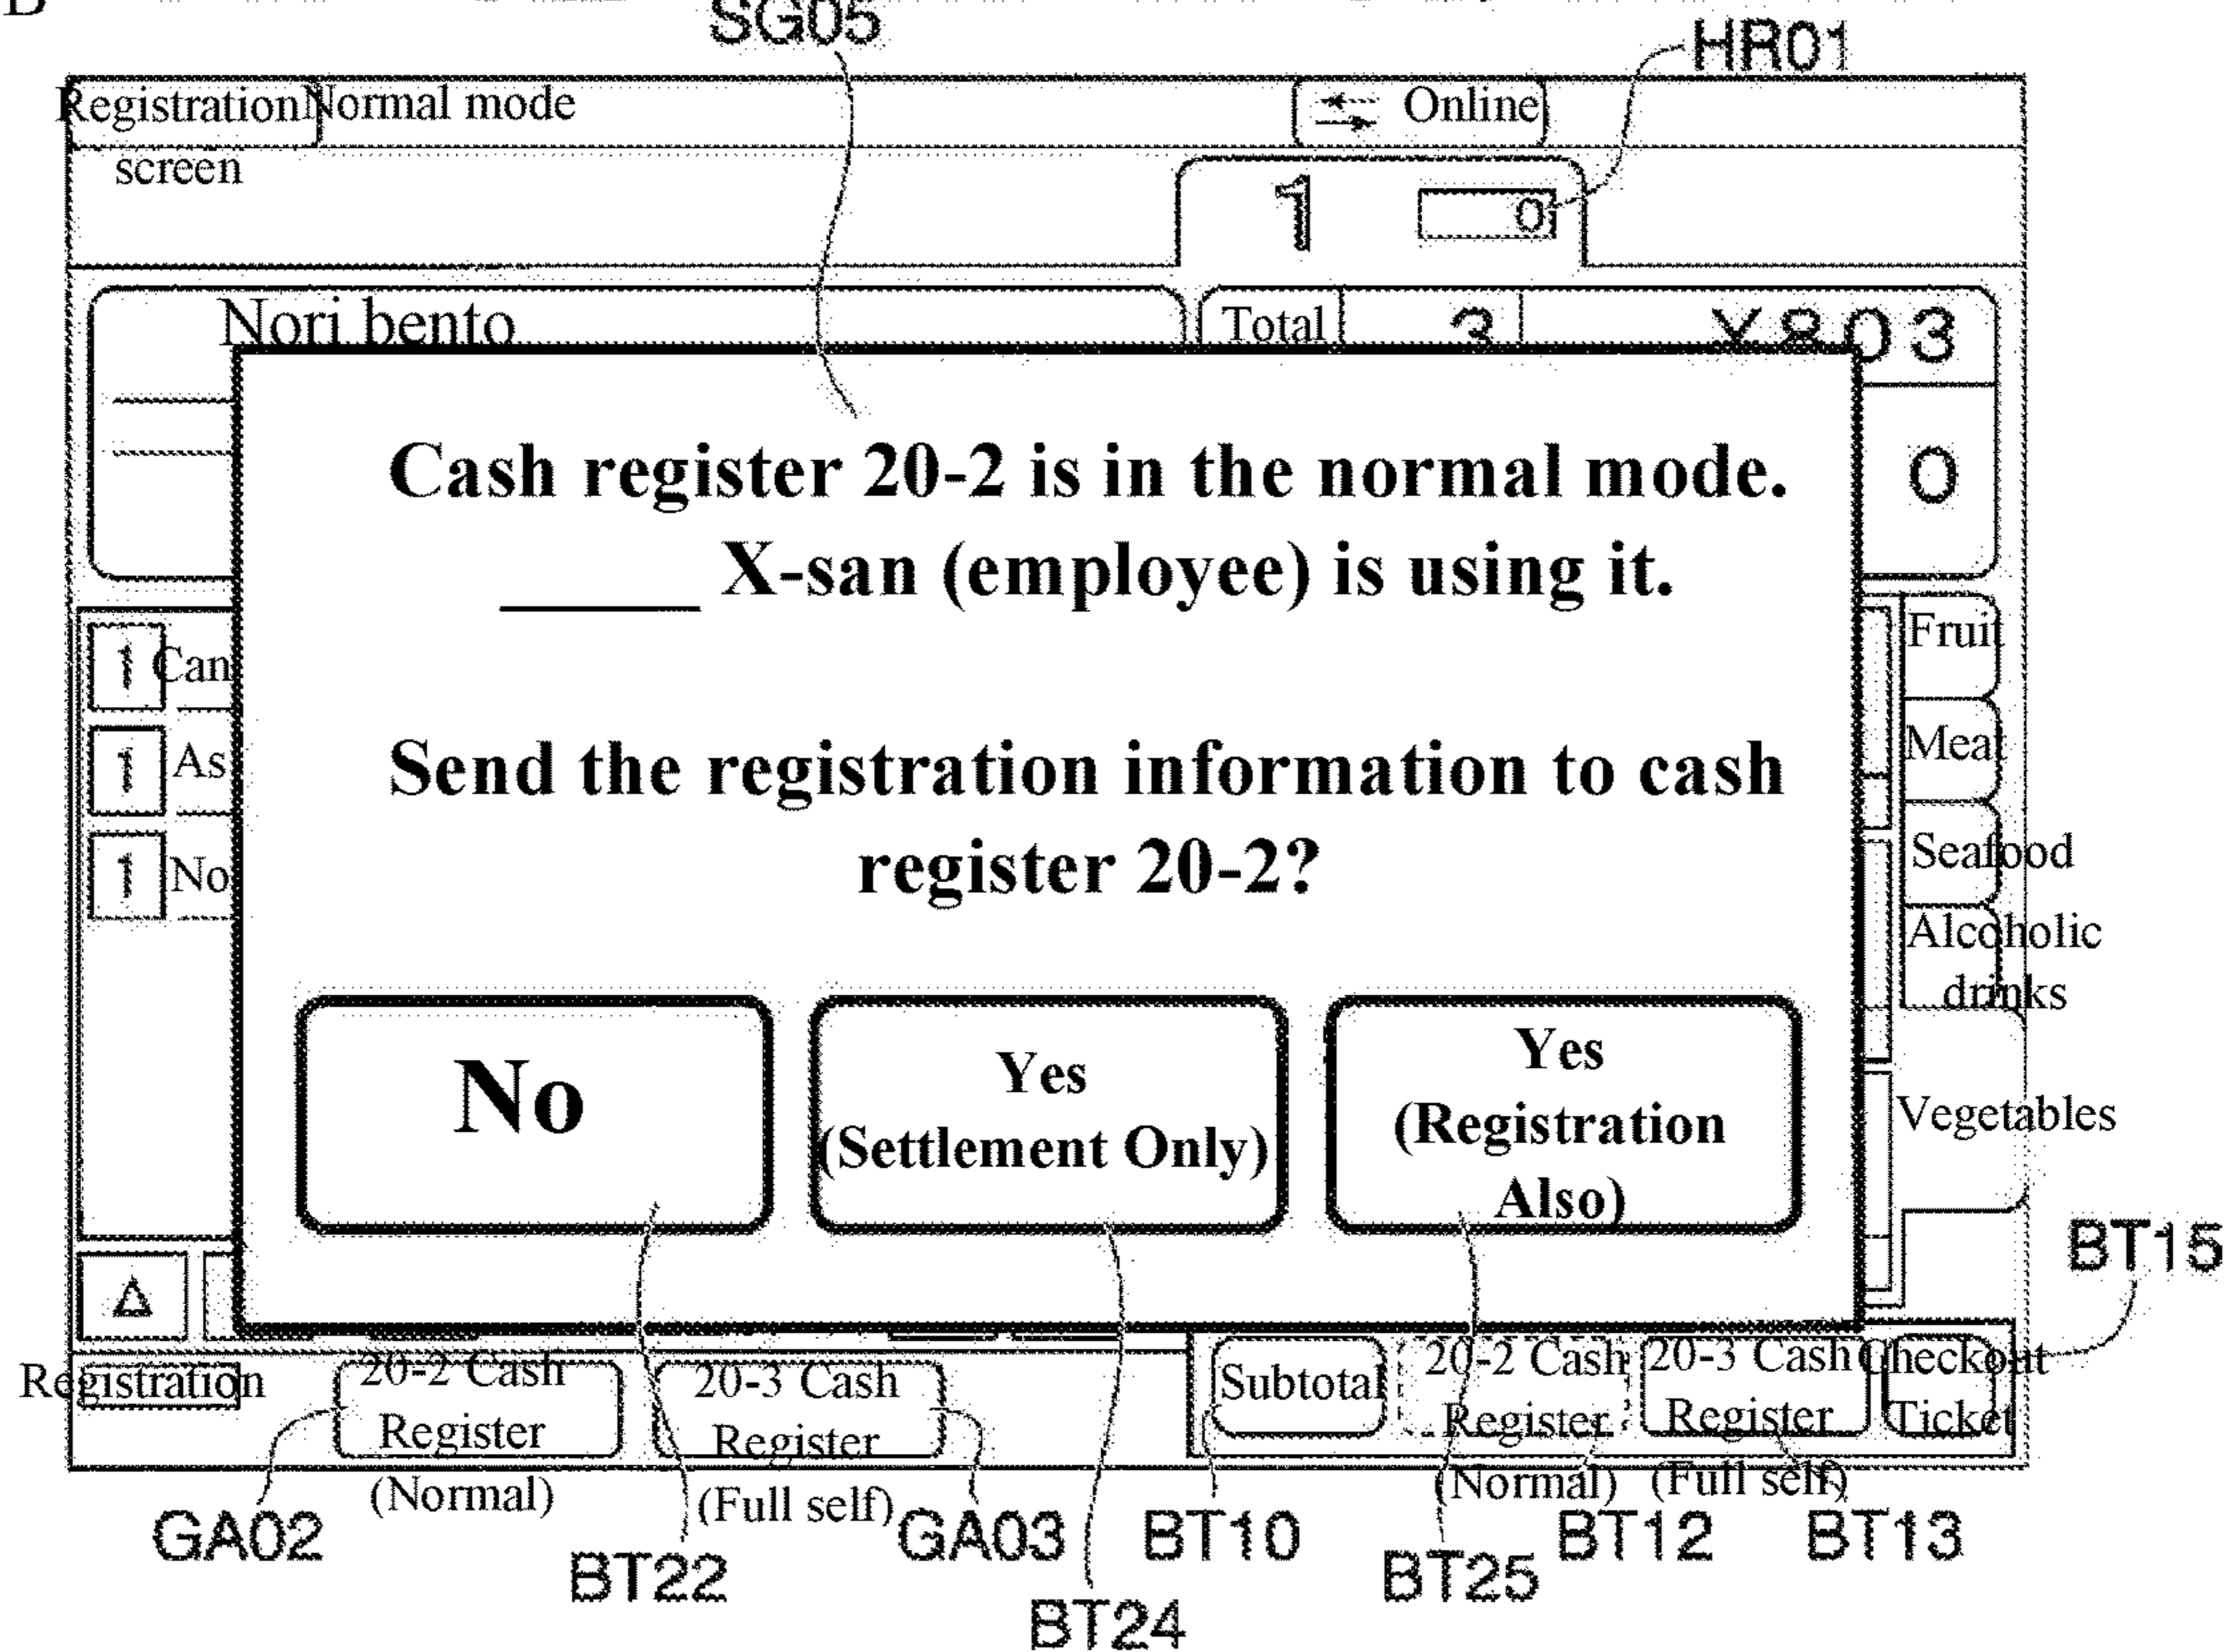 B
SG05
HR01
Registration screen
Normal mode
Online
1
0
Nori bento
Total
3
¥803
Cash register 20-2 is in the normal mode.
_____ X-san (employee) is using it.
0
Send the registration information to cash
register 20-2?
1 Can
1 As
1 No
Fruit
Meat
Seafood
Alcoholic
drinks
Vegetables
No
Yes
(Settlement Only)
Yes
(Registration
Also)
BT15
△
Registration
20-2 Cash
Register
(Normal)
20-3 Cash
Register
(Full self)
Subtotal
20-2 Cash
Register
(Normal)
20-3 Cash
Register
(Full self)
Checkout
Ticket
GA02
BT22
GA03
BT24
BT10
BT25
BT12
BT13